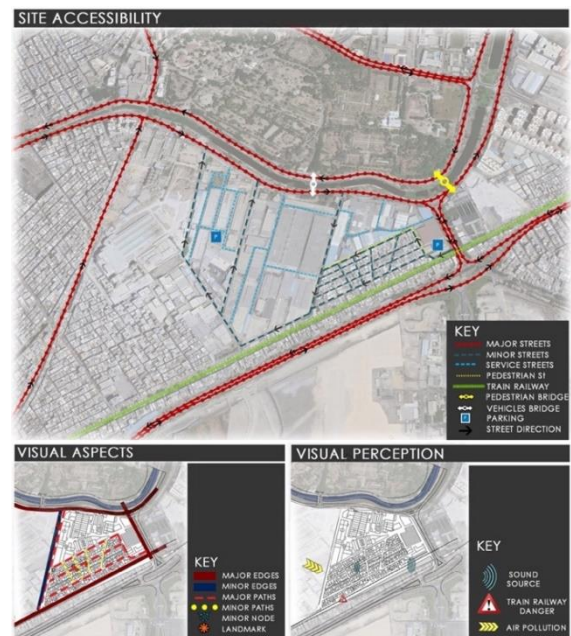 SITE ACCESSIBILITY
P
P
KEY
MAJOR STREETS
MINOR STREETS
SERVICE STREETS
PEDESTRIAN ST
TRAIN RAILWAY
PEDESTRIAN BRIDGE
VEHICLES BRIDGE
P PARKING
STREET DIRECTION
VISUAL ASPECTS
KEY
MAJOR EDGES
MINOR EDGES
MAJOR PATHS
MINOR PATHS
MINOR NODE
LANDMARK
VISUAL PERCEPTION
KEY
SOUND
SOURCE
TRAIN RAILWAY
DANGER
AIR POLLUTION